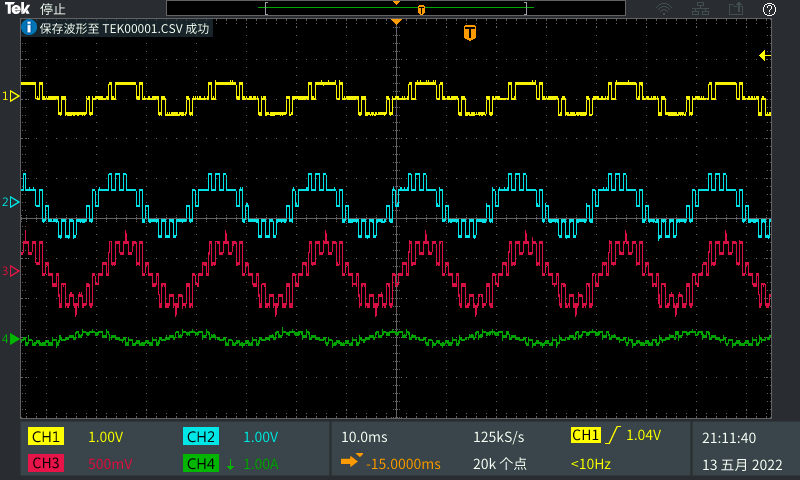 Tek 停止
T
i 保存波形至 TEK00001.CSV 成功
T
1
2
3
4
CH1 1.00V CH2 1.00V 10.0ms 125kS/s CH1 1.04V 21:11:40
CH3 500mV CH4 1.00A -15.0000ms 20k 个点 <10Hz 13 五月 2022